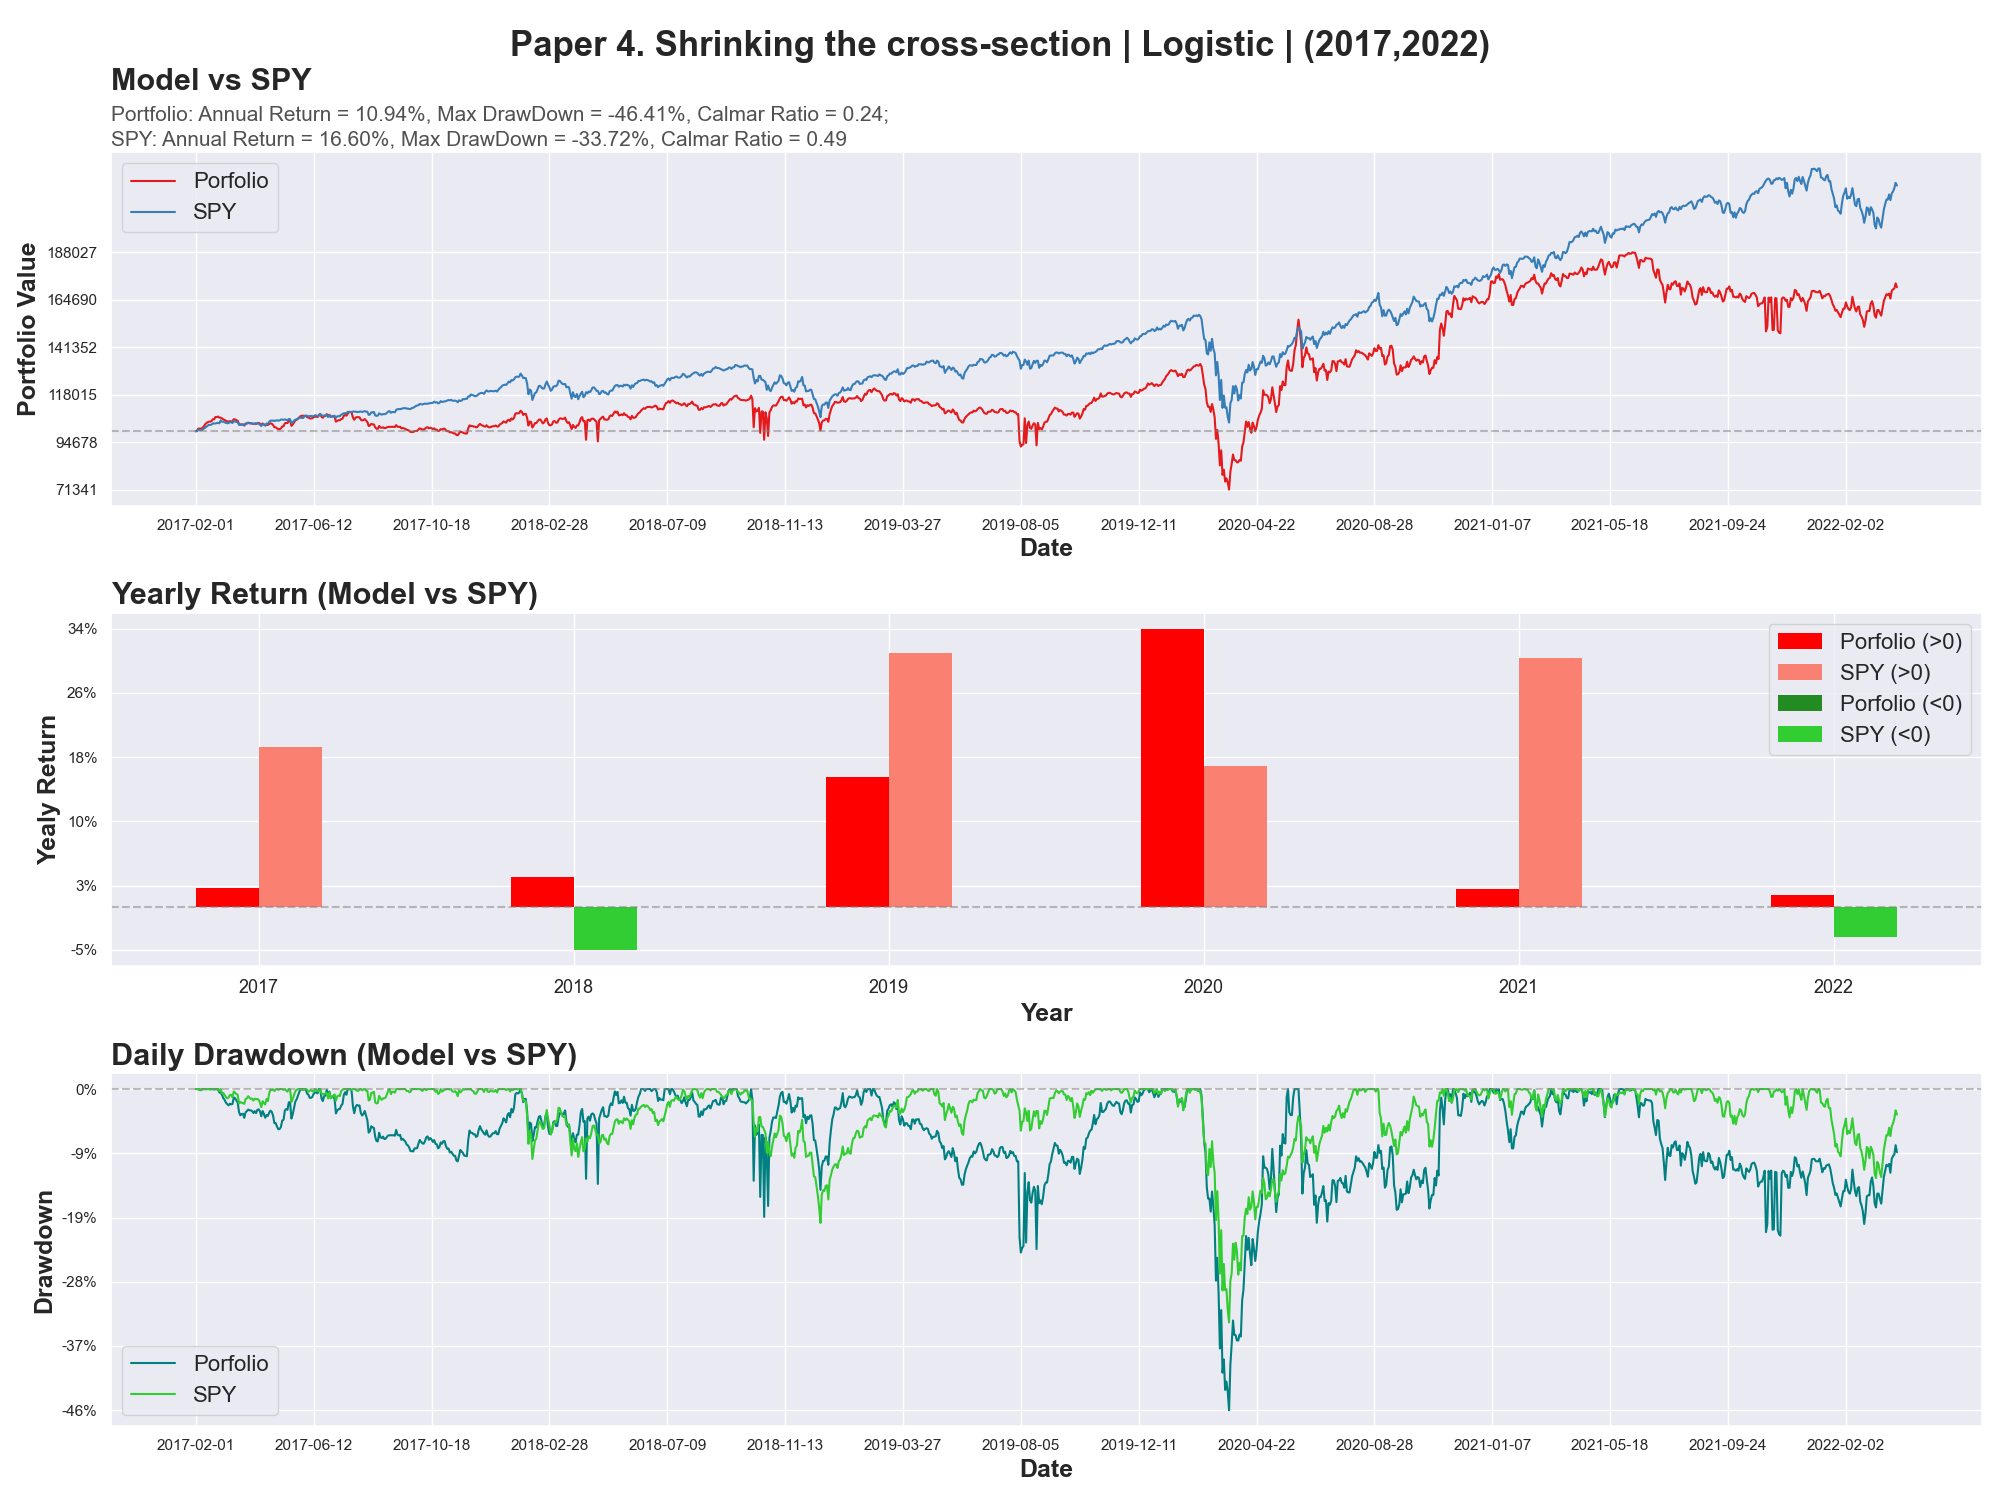 Paper 4. Shrinking the cross-section | Logistic | (2017,2022)
Model vs SPY
Portfolio: Annual Return = 10.94%, Max DrawDown = -46.41%, Calmar Ratio = 0.24;
SPY: Annual Return = 16.60%, Max DrawDown = -33.72%, Calmar Ratio = 0.49
Porfolio
SPY
Portfolio Value
188027
164690
141352
118015
94678
71341
2017-02-01 2017-06-12 2017-10-18 2018-02-28 2018-07-09 2018-11-13 2019-03-27 2019-08-05 2019-12-11 2020-04-22 2020-08-28 2021-01-07 2021-05-18 2021-09-24 2022-02-02
Date
Yearly Return (Model vs SPY)
Porfolio (>0)
SPY (>0)
Porfolio (<0)
SPY (<0)
Yealy Return
34%
26%
18%
10%
3%
-5%
2017 2018 2019 2020 2021 2022
Year
Daily Drawdown (Model vs SPY)
Drawdown
0%
-9%
-19%
-28%
-37%
-46%
Porfolio
SPY
2017-02-01 2017-06-12 2017-10-18 2018-02-28 2018-07-09 2018-11-13 2019-03-27 2019-08-05 2019-12-11 2020-04-22 2020-08-28 2021-01-07 2021-05-18 2021-09-24 2022-02-02
Date